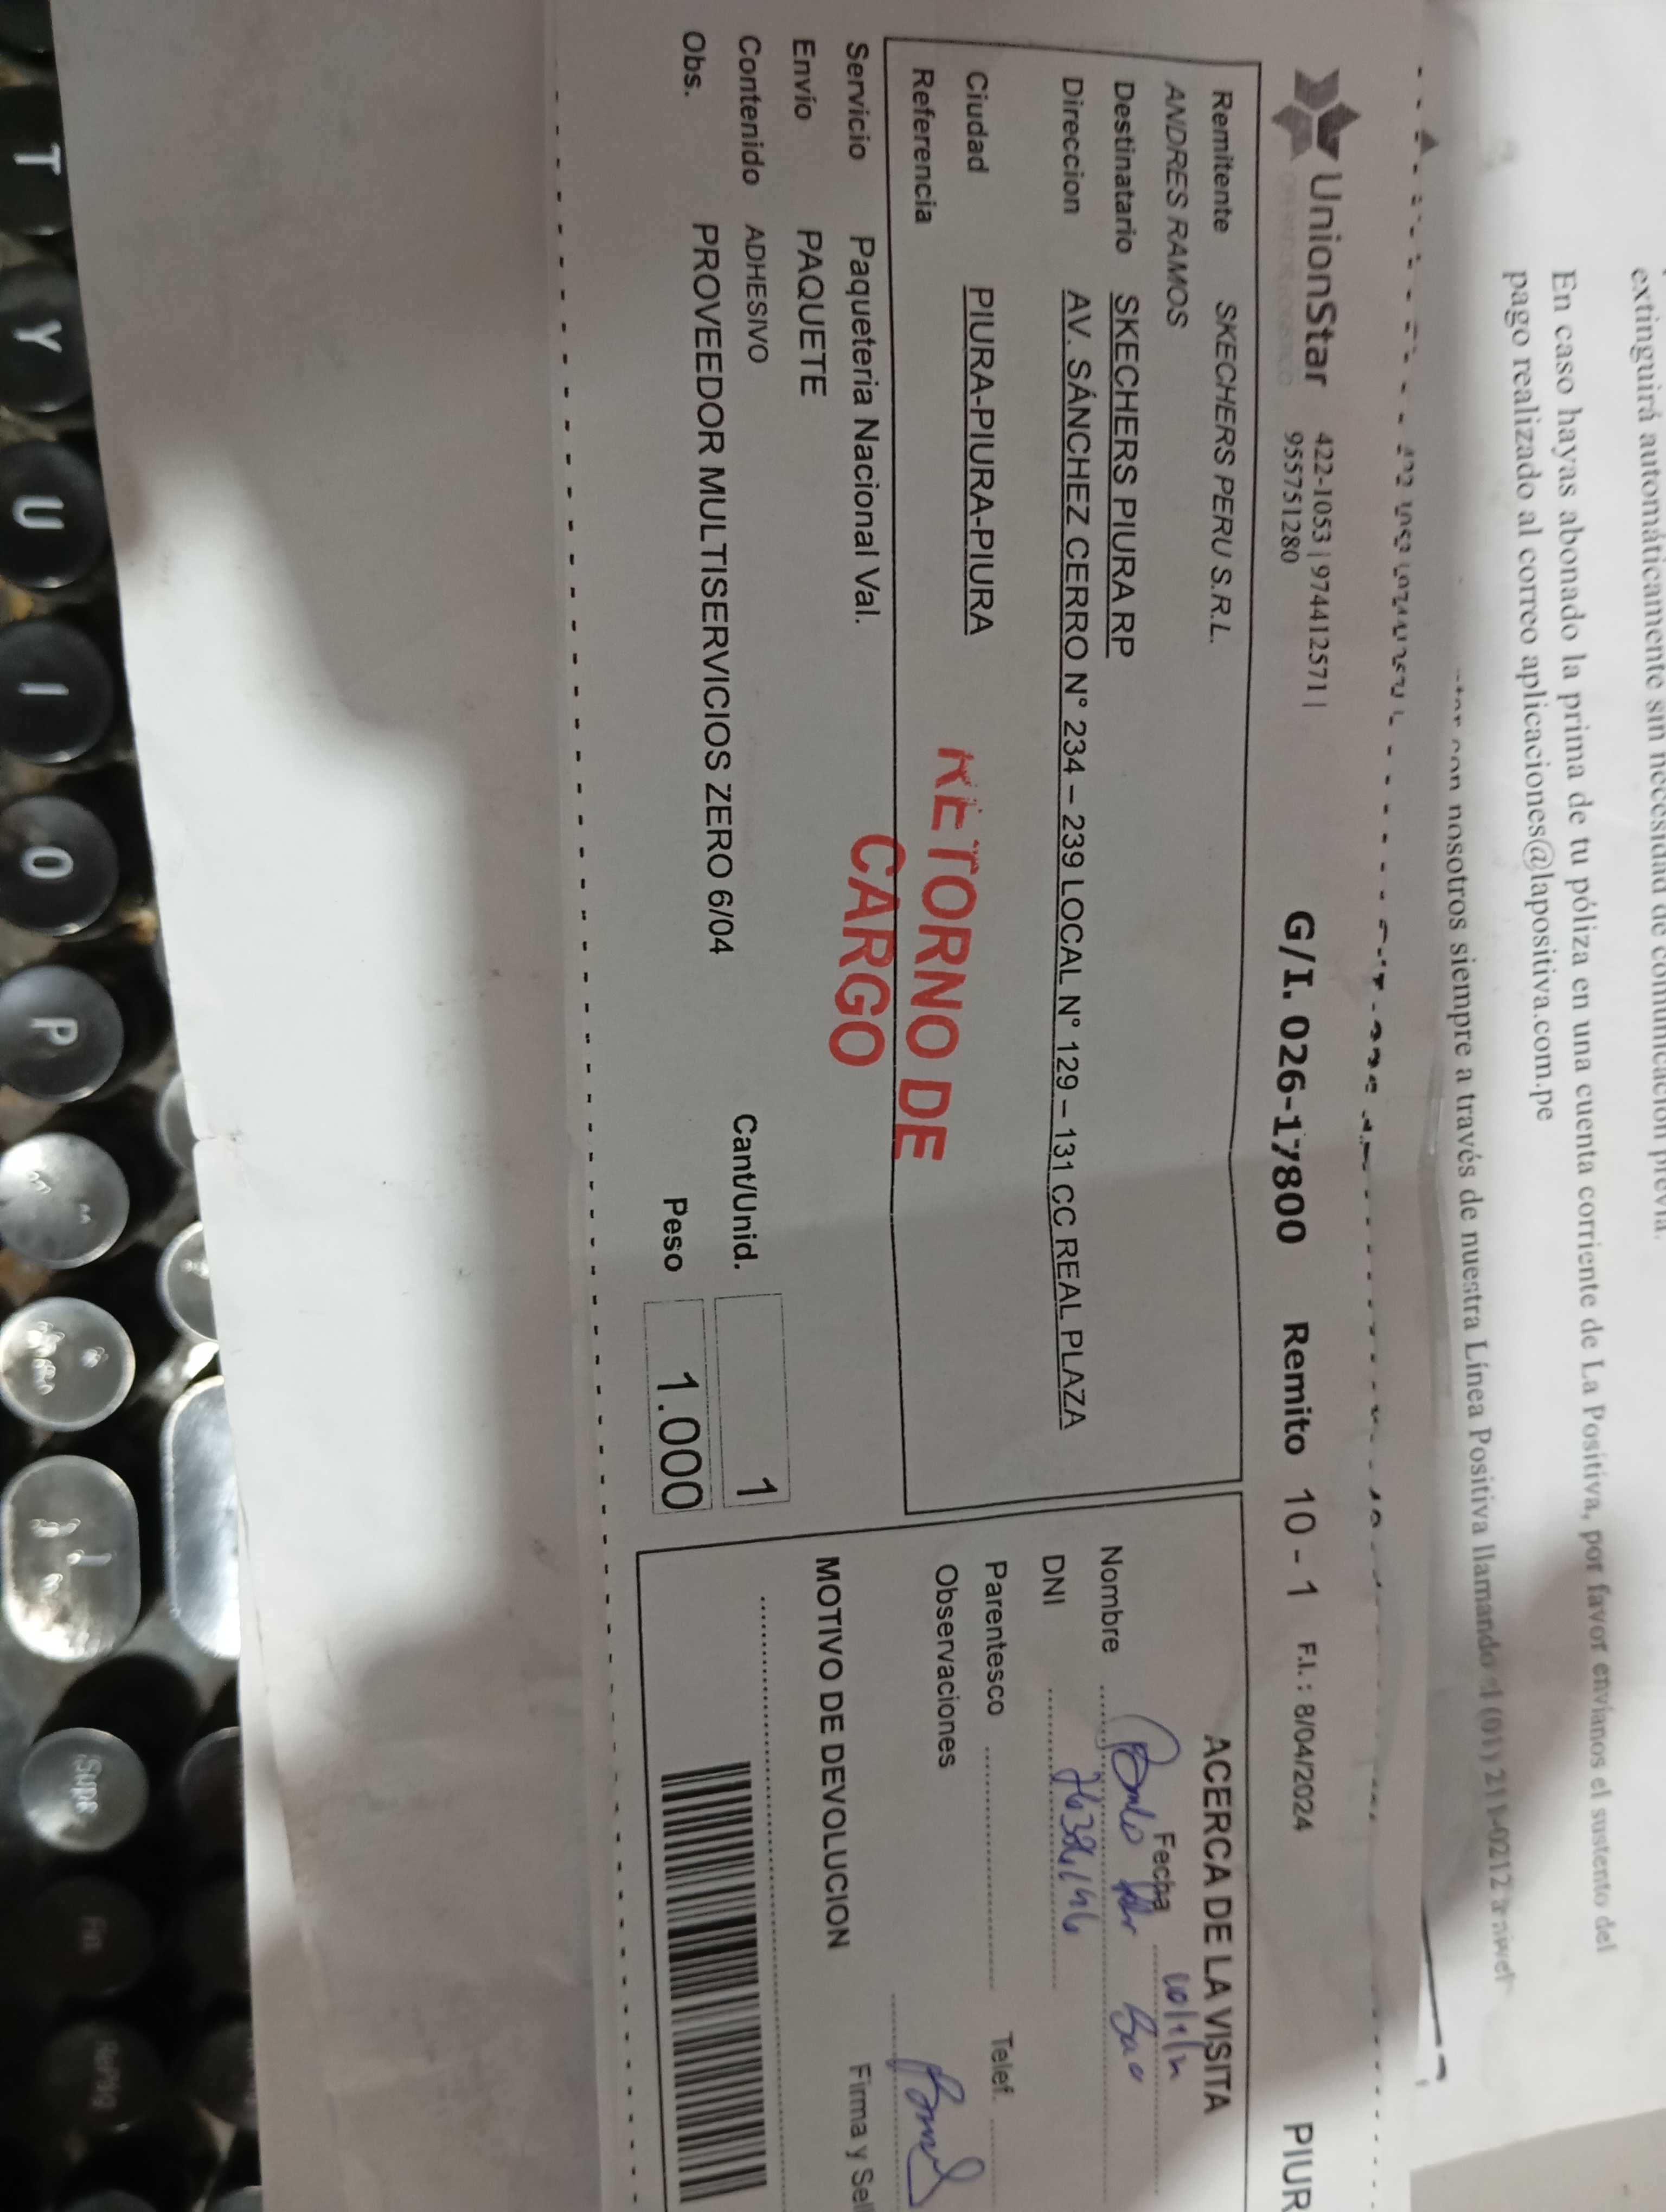 extinguirá automáticamente sin necesidad de comunicación previa.
En caso hayas abonado la prima de tu póliza en una cuenta corriente de La Positiva, por favor envíanos el sustento del
pago realizado al correo aplicaciones@lapositiva.com.pe
con nosotros siempre a través de nuestra Línea Positiva llamando al (01) 211-0212 a nivel
UnionStar 422-1053 | 974412571 |
955751280
G/I. 026-17800 Remito 10 - 1 F.I. : 8/04/2024 PIUR
Remitente SKECHERS PERU S.R.L.
ANDRES RAMOS
Destinatario SKECHERS PIURA RP
Direccion AV. SÁNCHEZ CERRO N° 234 – 239 LOCAL N° 129 – 131 CC REAL PLAZA
Ciudad PIURA-PIURA-PIURA
Referencia
RETORNO DE
CARGO
Servicio Paqueteria Nacional Val.
Envío PAQUETE
Contenido ADHESIVO
Obs. PROVEEDOR MULTISERVICIOS ZERO 6/04
Cant/Unid. 1
Peso 1.000
ACERCA DE LA VISITA
Fecha
Nombre
DNI
Parentesco Telef.
Observaciones
Firma y Sell
MOTIVO DE DEVOLUCION
T Y U I O P
Supr
Fin
RePág